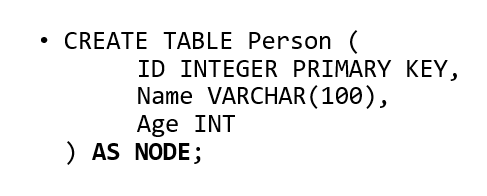 • CREATE TABLE Person (
ID INTEGER PRIMARY KEY,
Name VARCHAR(100),
Age INT
) AS NODE;